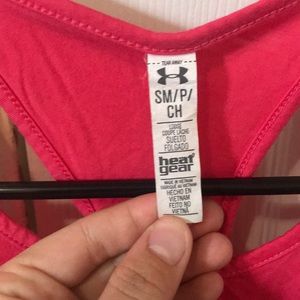 TEAR AWAY
SM/P/
CH
LOOSE
COUPE LÂCHE
SUELTO
FOLGADO
heat
gear
MADE IN VIETNAM
FABRIQUÉ AU VIETNAM
HECHO EN
VIETNAM
FEITO NO
VIETNÃ